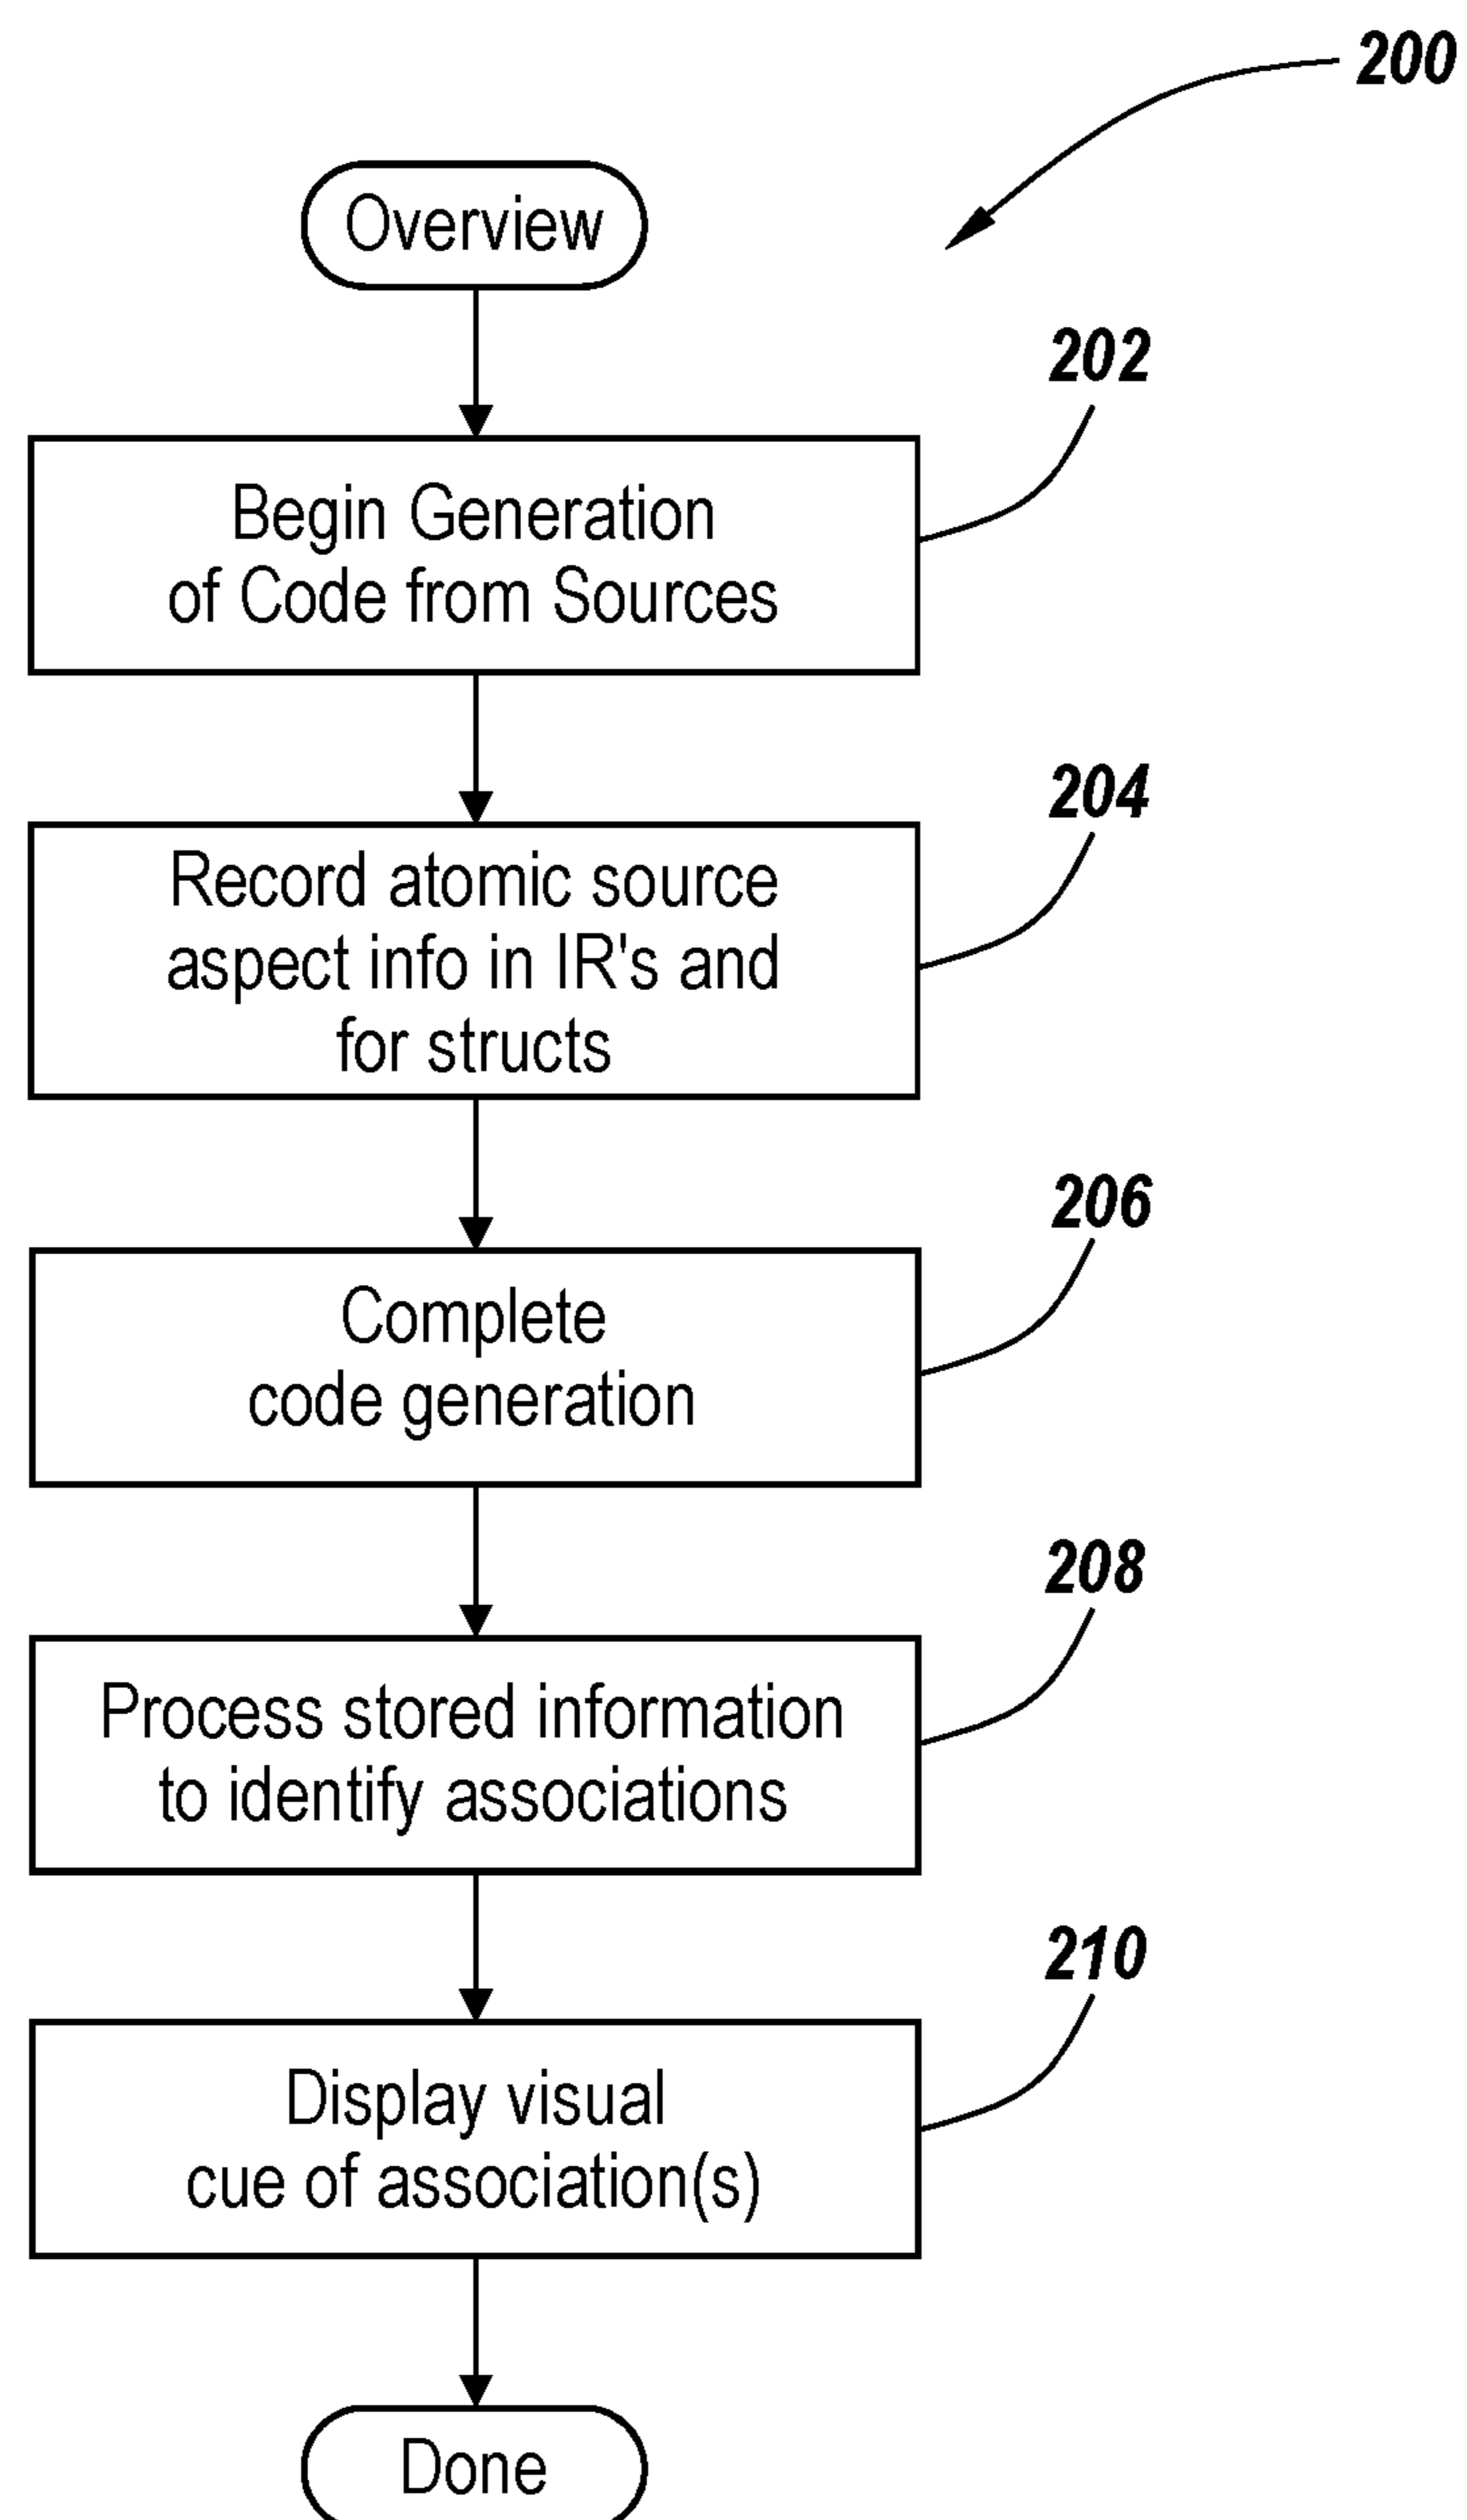 200
Overview
202
Begin Generation
of Code from Sources
204
Record atomic source
aspect info in IR's and
for structs
206
Complete
code generation
208
Process stored information
to identify associations
210
Display visual
cue of association(s)
Done